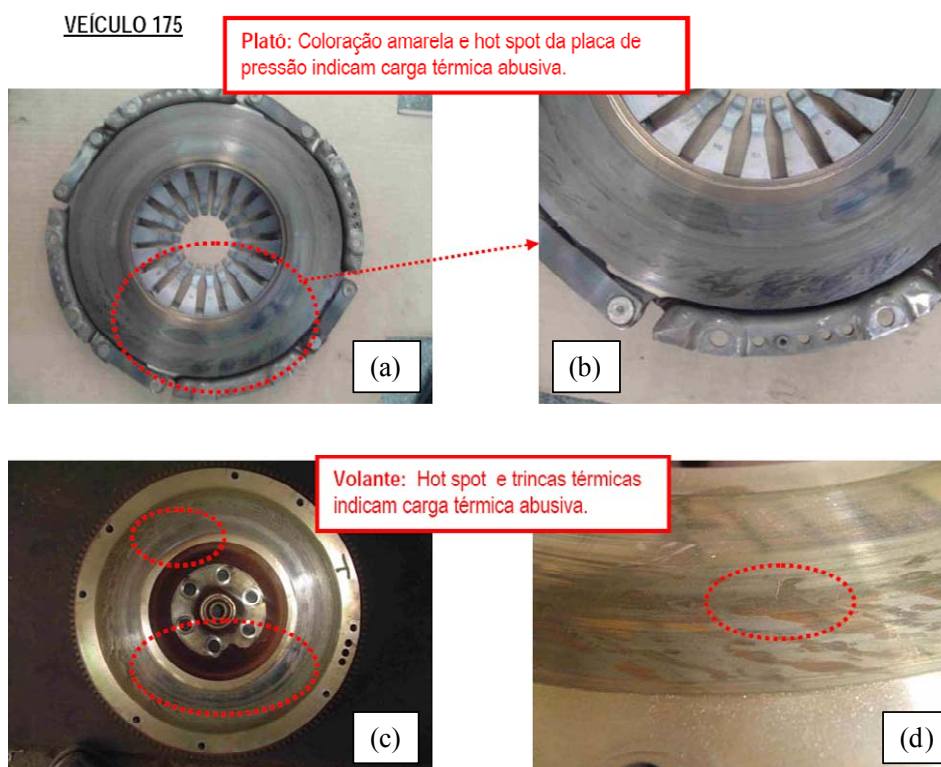 VEÍCULO 175
Platô: Coloração amarela e hot spot da placa de
pressão indicam carga térmica abusiva.
(a)
(b)
Volante: Hot spot e trincas térmicas
indicam carga térmica abusiva.
(c)
(d)